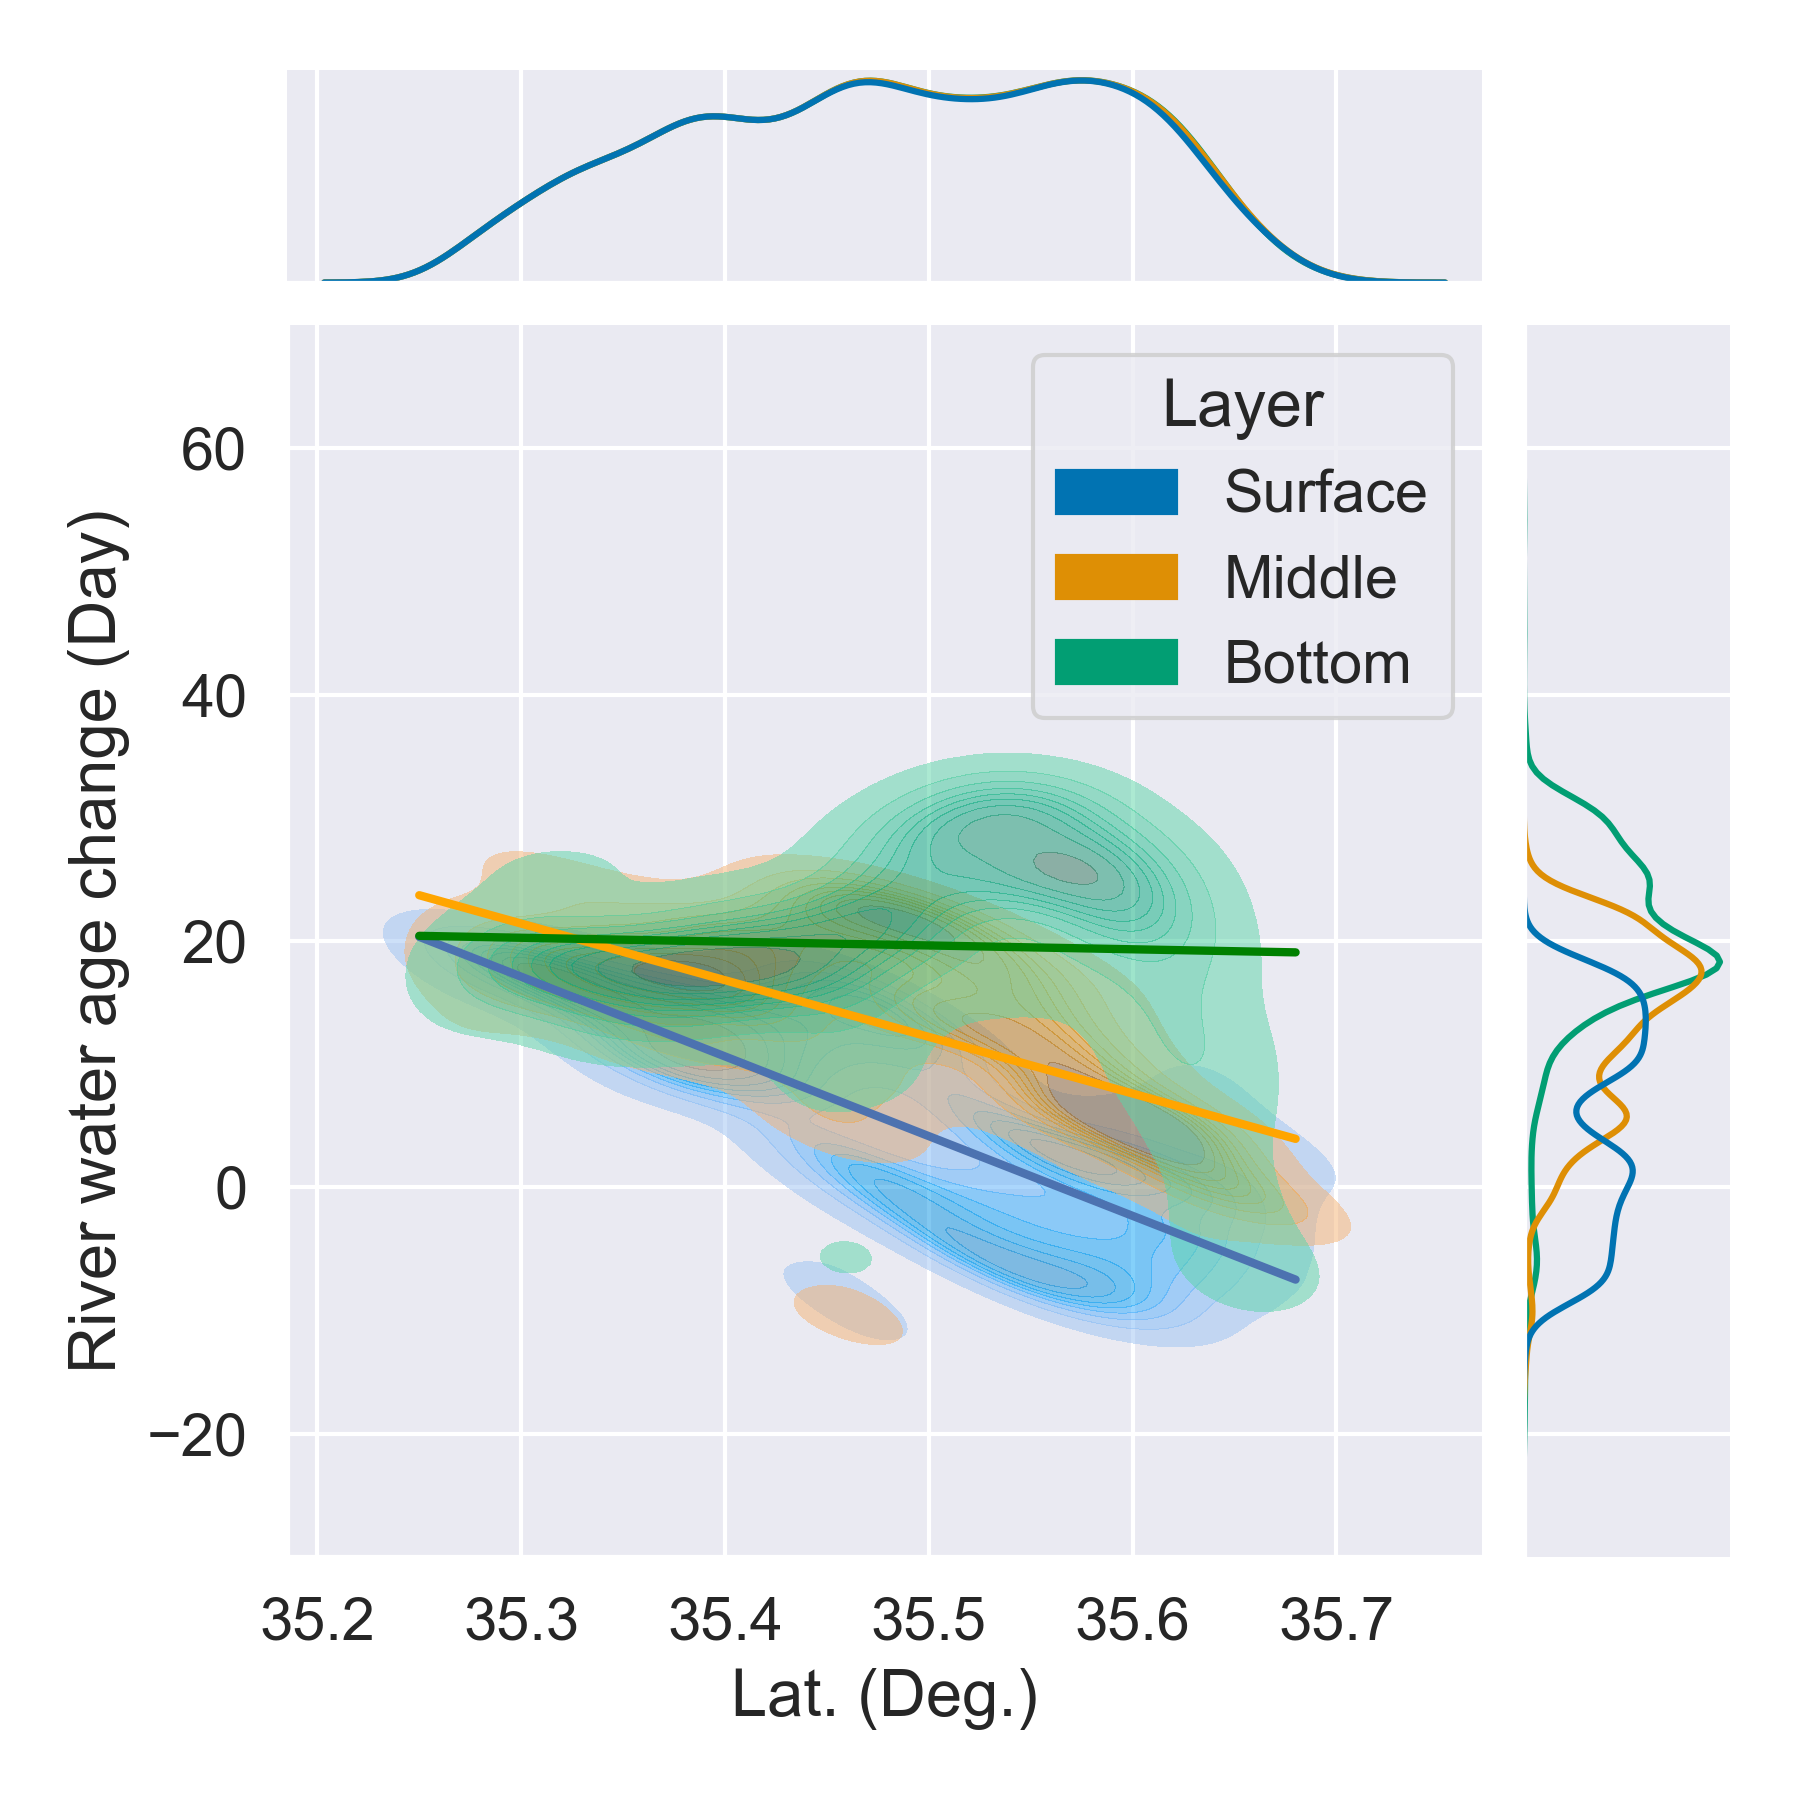 Layer
Surface
Middle
Bottom
River water age change (Day)
60
40
20
0
−20
35.2 35.3 35.4 35.5 35.6 35.7
Lat. (Deg.)